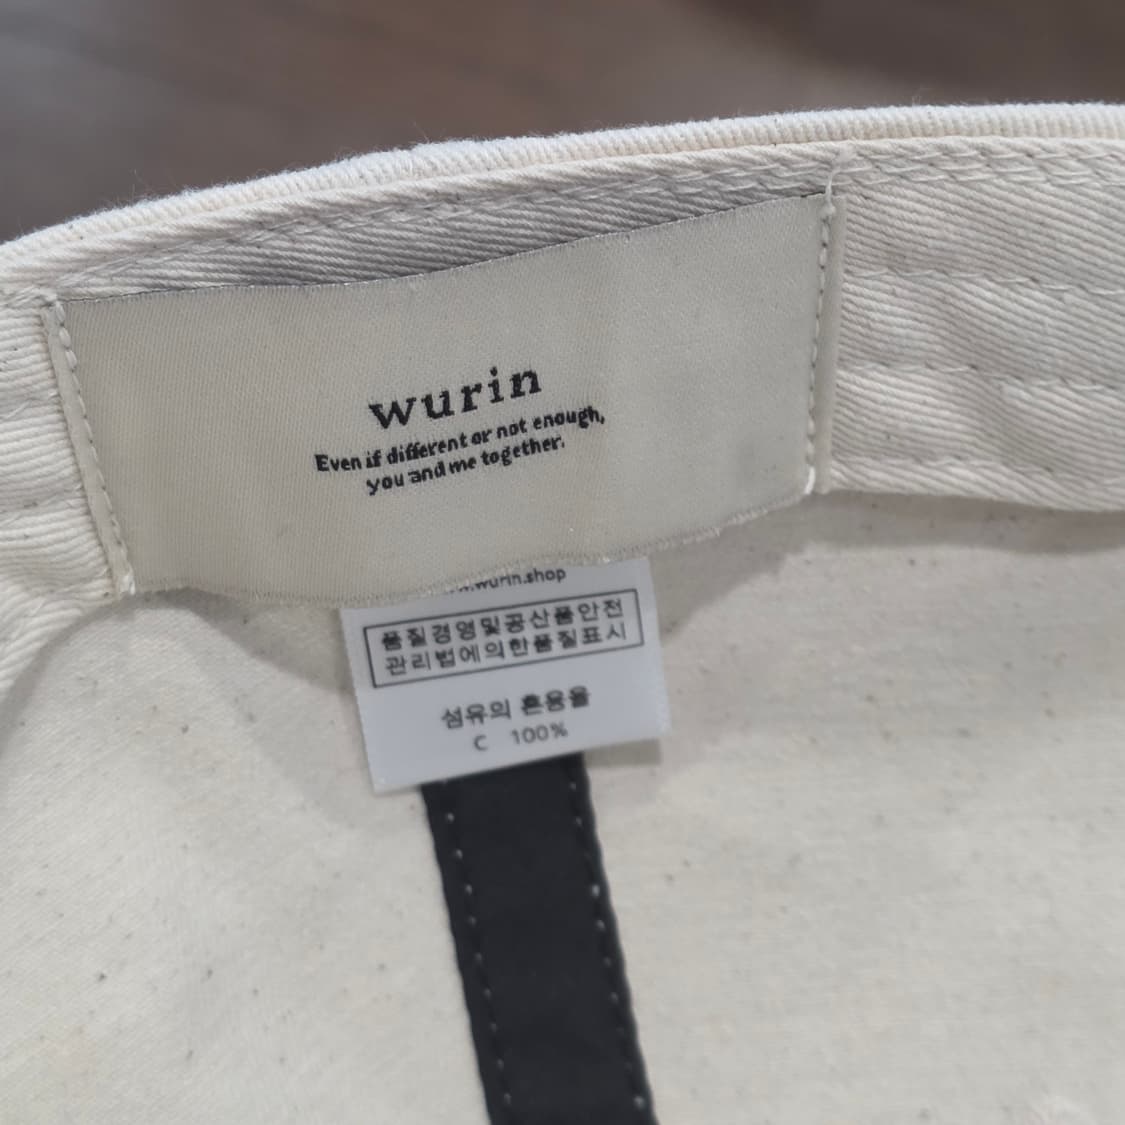 wurin
Even if different or not enough,
you and me together.
.wurin.shop
품질경영및공산품안전
관리법에의한품질표시
섬유의 혼용율
C 100%